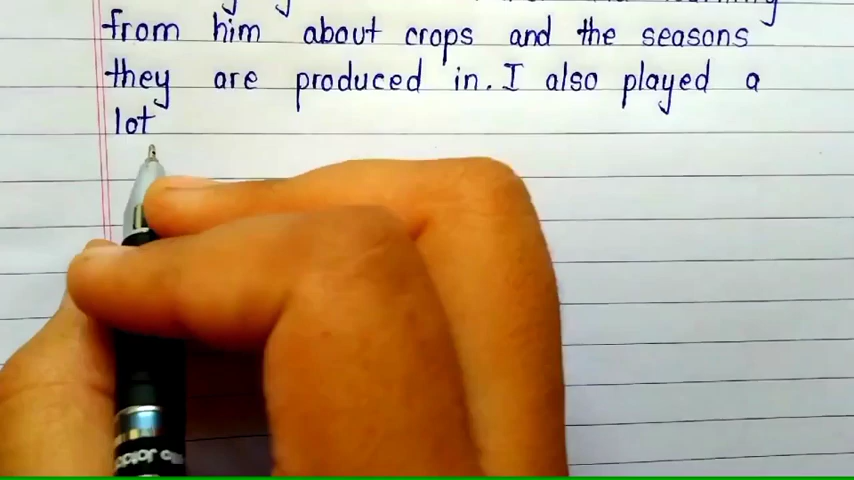 from him about crops and the seasons
they are produced in. I also played a
lot